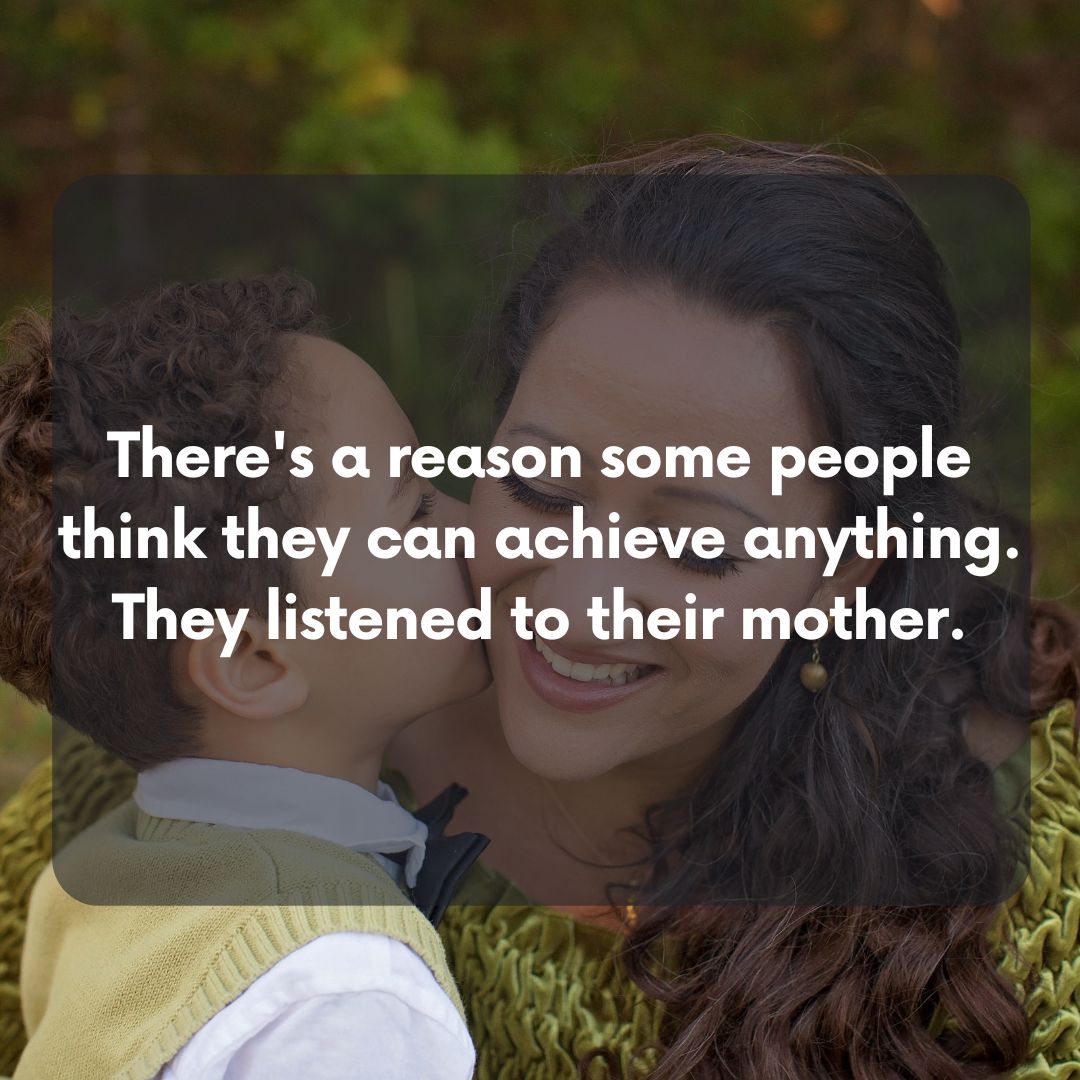 There's a reason some people
think they can achieve anything.
They listened to their mother.